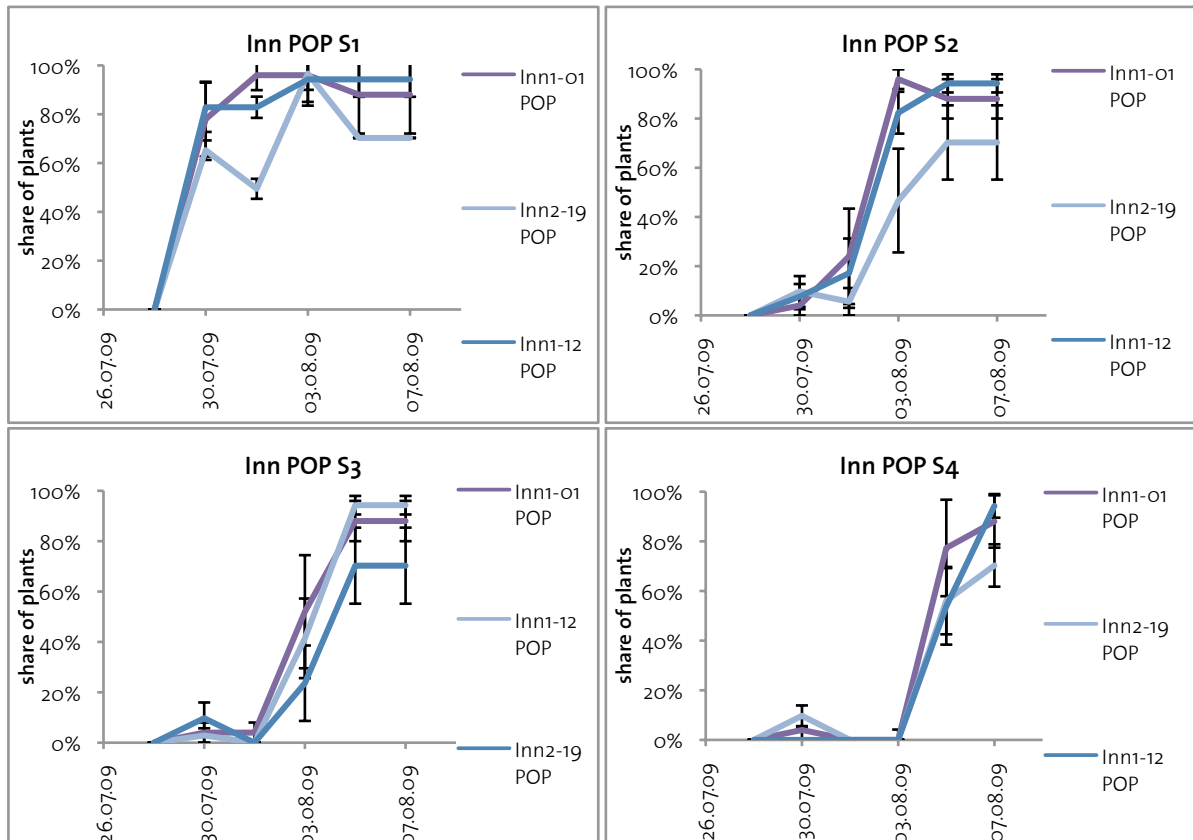 Inn POP S1
share of plants
100%
80%
60%
40%
20%
0%
26.07.09
30.07.09
03.08.09
07.08.09
Inn1-01
POP
Inn2-19
POP
Inn1-12
POP
Inn POP S2
share of plants
100%
80%
60%
40%
20%
0%
26.07.09
30.07.09
03.08.09
07.08.09
Inn1-01
POP
Inn2-19
POP
Inn1-12
POP
Inn POP S3
share of plants
100%
80%
60%
40%
20%
0%
26.07.09
30.07.09
03.08.09
07.08.09
Inn1-01
POP
Inn1-12
POP
Inn2-19
POP
Inn POP S4
share of plants
100%
80%
60%
40%
20%
0%
26.07.09
30.07.09
03.08.09
07.08.09
Inn1-01
POP
Inn2-19
POP
Inn1-12
POP